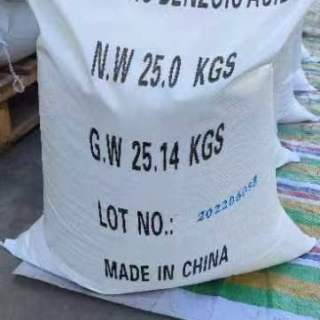 BENZOIC ACID
N.W 25.0 KGS
G.W 25.14 KGS
LOT NO.:
MADE IN CHINA